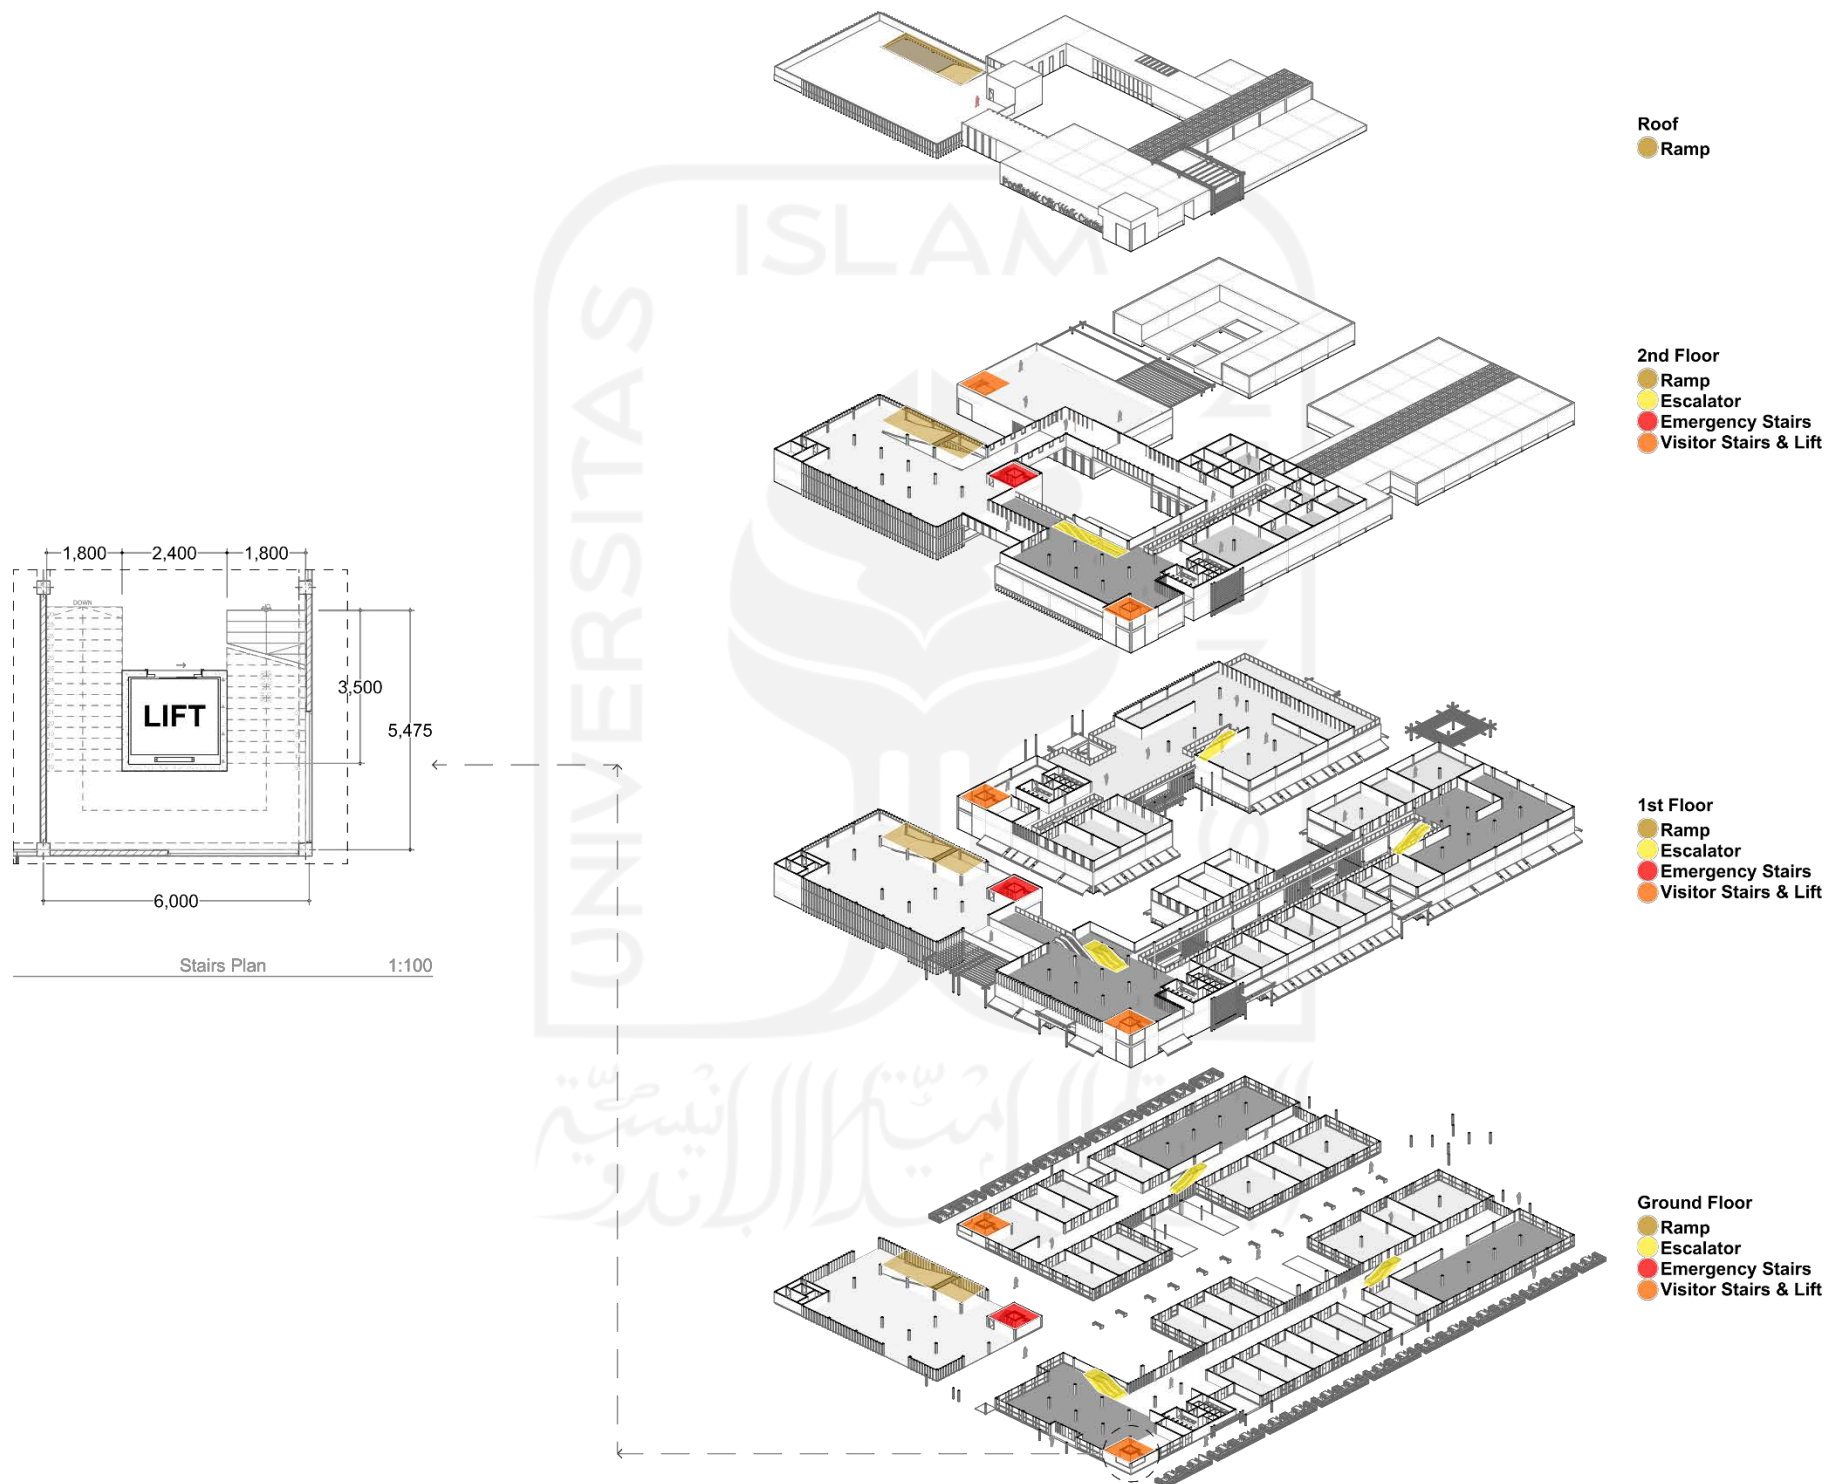 Roof
Ramp
2nd Floor
Ramp
Escalator
Emergency Stairs
Visitor Stairs & Lift
1,800
2,400
1,800
DOWN
LIFT
3,500
5,475
6,000
Stairs Plan
1:100
1st Floor
Ramp
Escalator
Emergency Stairs
Visitor Stairs & Lift
Ground Floor
Ramp
Escalator
Emergency Stairs
Visitor Stairs & Lift
UNIVERSITAS
ISLAM